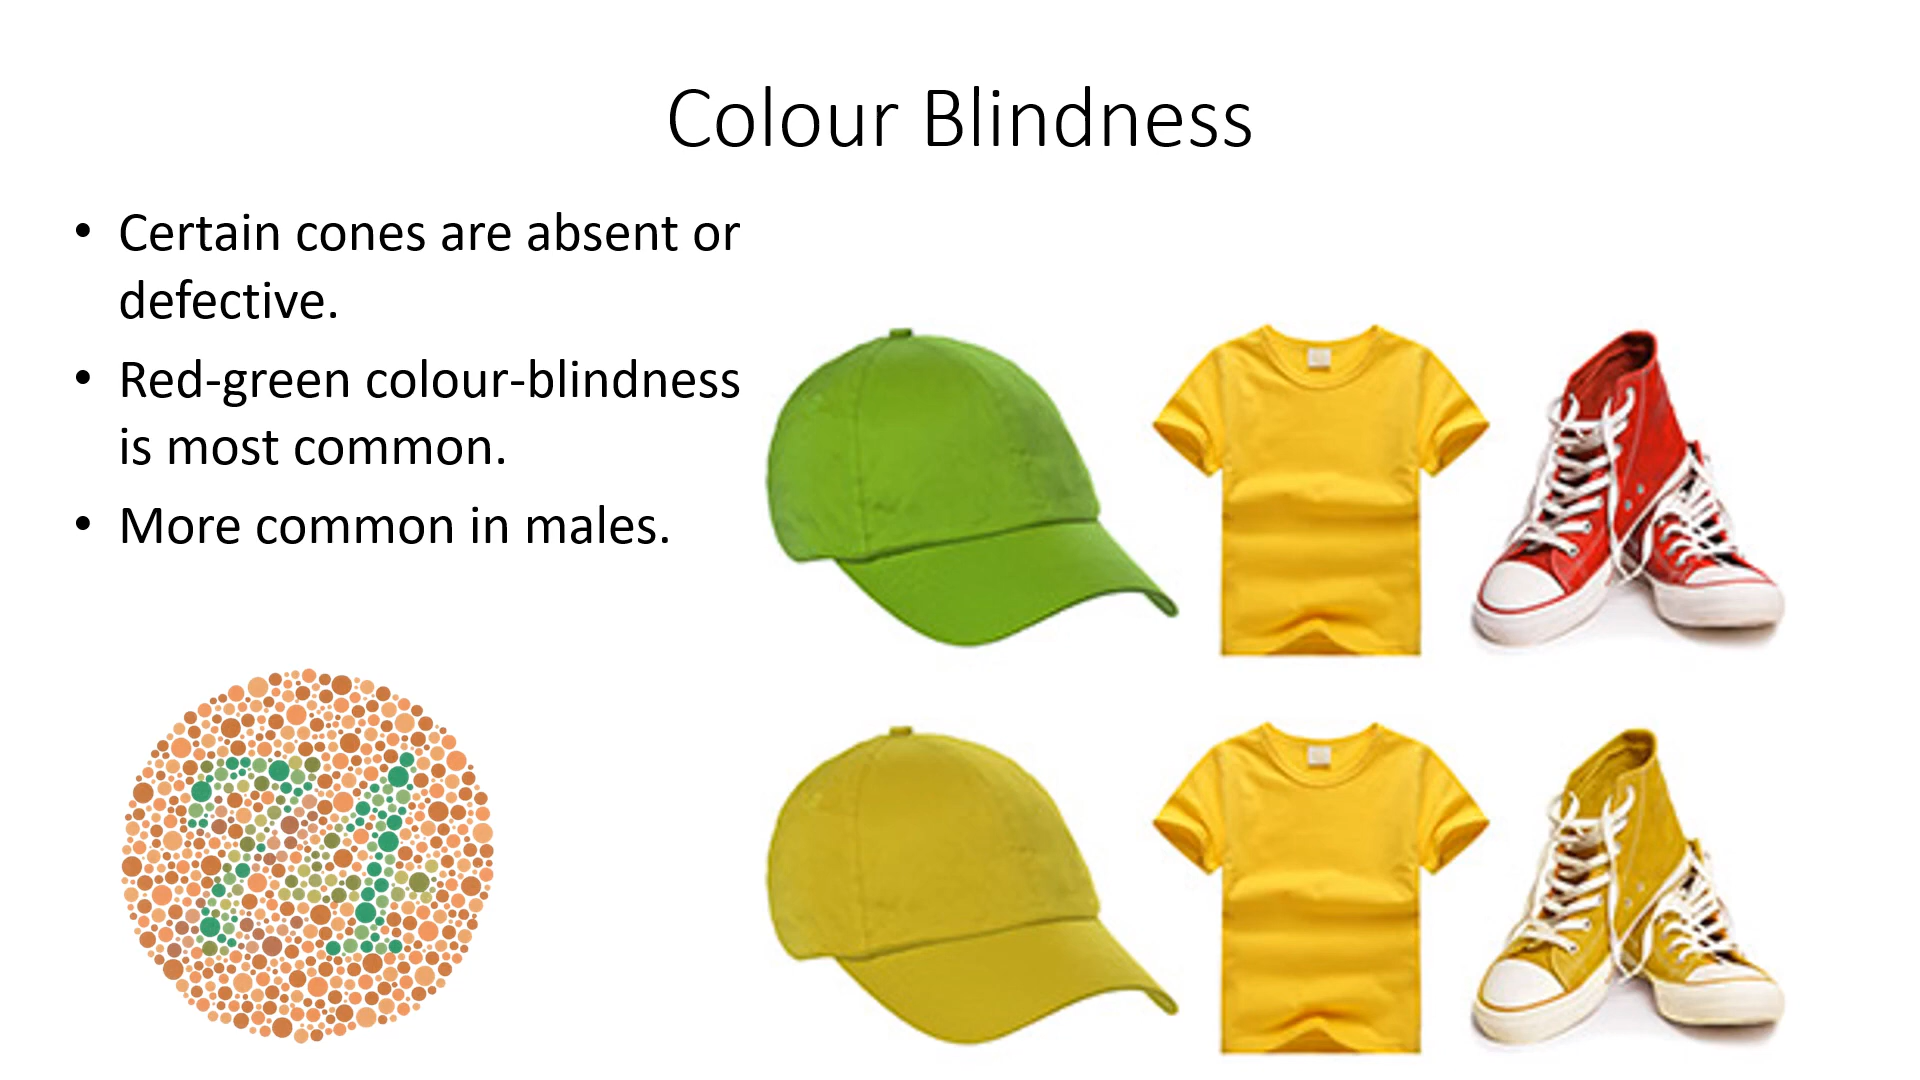 Colour Blindness
• Certain cones are absent or
defective.
• Red-green colour-blindness
is most common.
• More common in males.
74